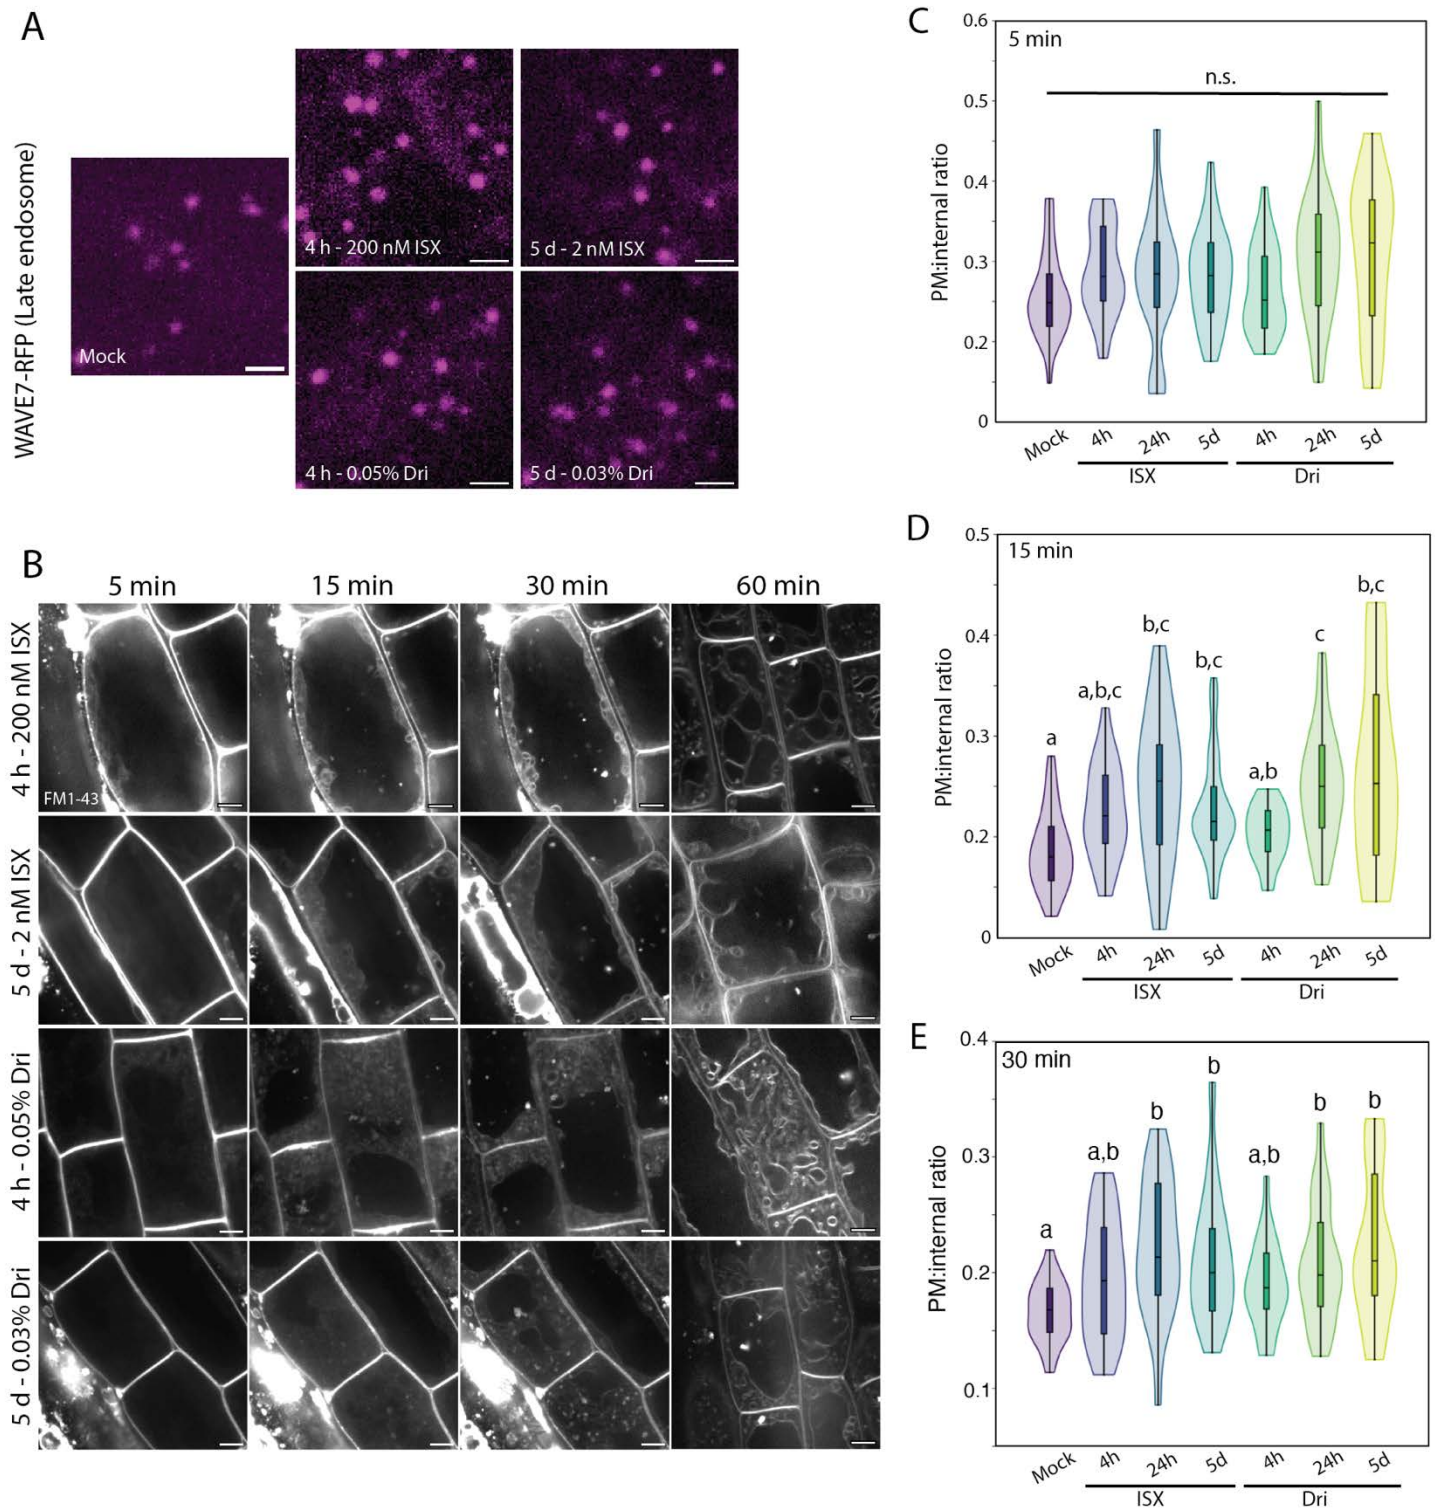 A
WAVE7-RFP (Late endosome)
Mock
4 h - 200 nM ISX
5 d - 2 nM ISX
4 h - 0.05% Dri
5 d - 0.03% Dri
B
5 min
15 min
30 min
60 min
4 h - 200 nM ISX
FM1-43
5 d - 2 nM ISX
4 h - 0.05% Dri
5 d - 0.03% Dri
C
5 min
n.s.
PM:internal ratio
0.6
0.5
0.4
0.3
0.2
0
Mock
4h
24h
5d
4h
24h
5d
ISX
Dri
D
15 min
PM:internal ratio
0.5
0.4
0.3
0.2
0
a
a,b,c
b,c
b,c
a,b
c
b,c
Mock
4h
24h
5d
4h
24h
5d
ISX
Dri
E
30 min
PM:internal ratio
0.4
0.3
0.2
0.1
a
a,b
b
b
a,b
b
b
Mock
4h
24h
5d
4h
24h
5d
ISX
Dri